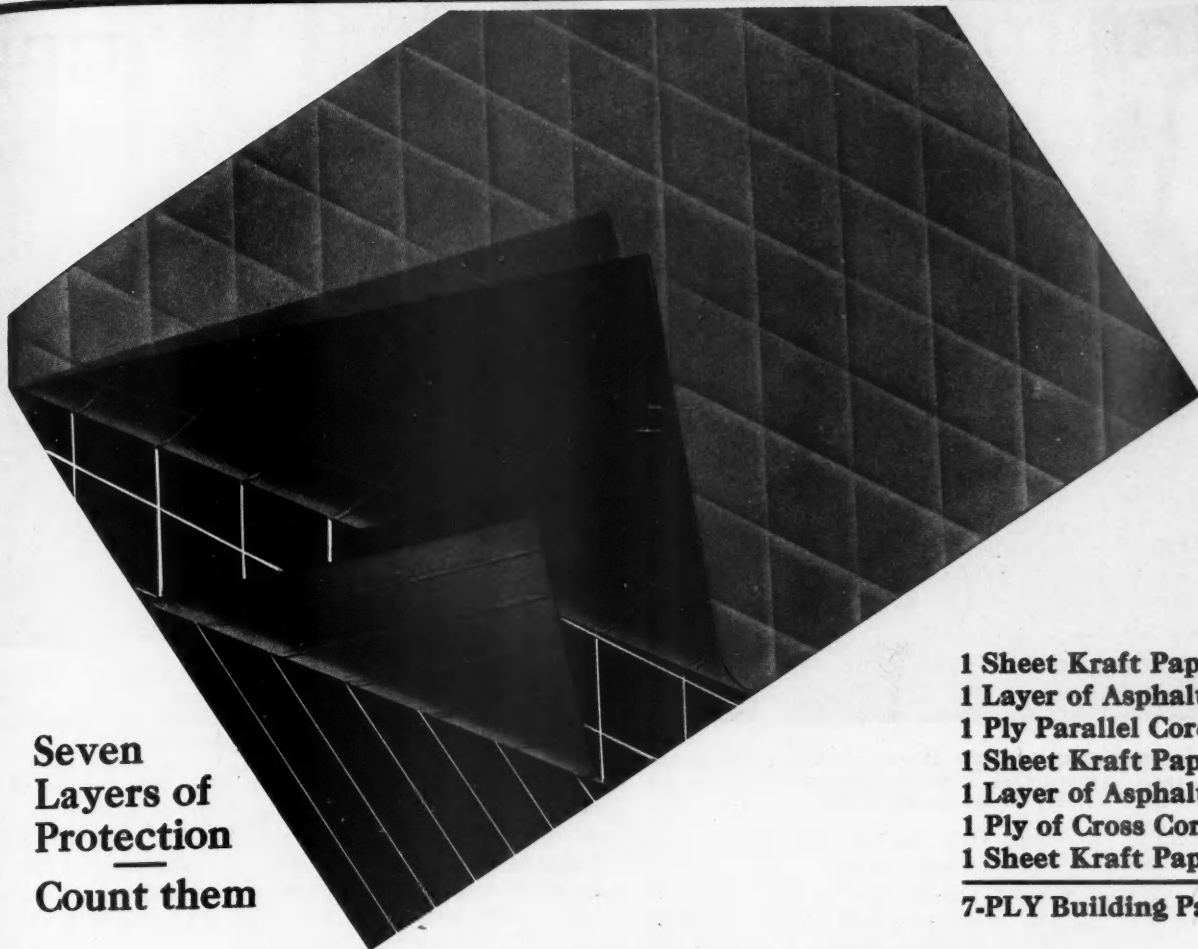 Seven
Layers of
Protection
Count them
1 Sheet Kraft Pap
1 Layer of Asphalt
1 Ply Parallel Cor
1 Sheet Kraft Pap
1 Layer of Asphalt
1 Ply of Cross Cor
1 Sheet Kraft Pap
7-PLY Building Pa